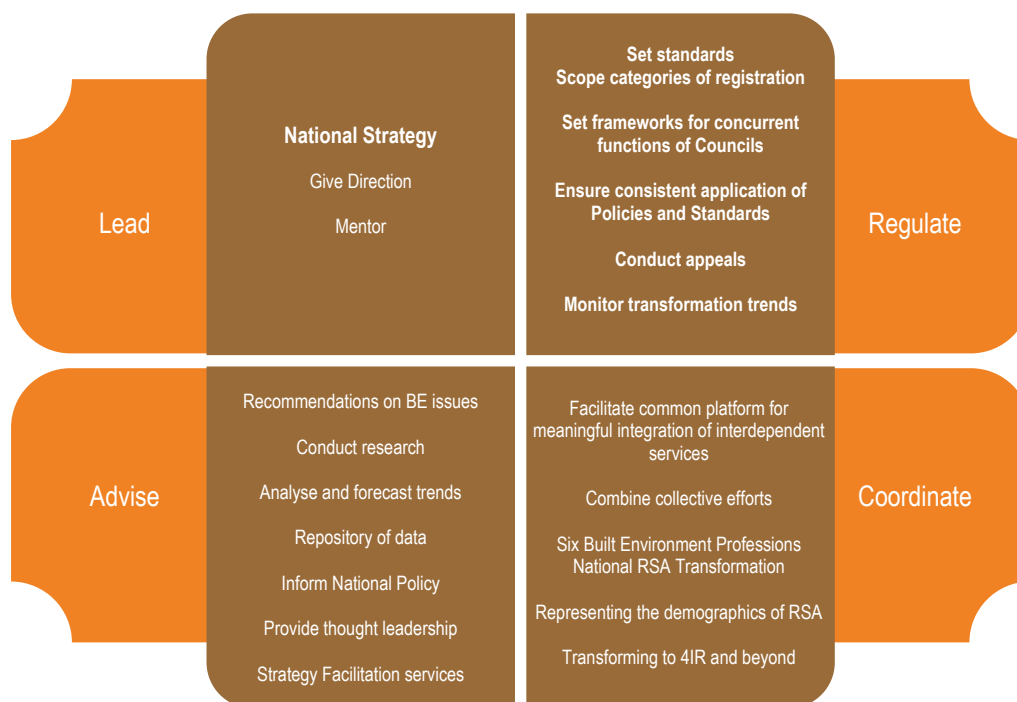 Lead
National Strategy
Give Direction
Mentor
Set standards
Scope categories of registration
Set frameworks for concurrent
functions of Councils
Ensure consistent application of
Policies and Standards
Conduct appeals
Monitor transformation trends
Regulate
Advise
Recommendations on BE issues
Conduct research
Analyse and forecast trends
Repository of data
Inform National Policy
Provide thought leadership
Strategy Facilitation services
Facilitate common platform for
meaningful integration of interdependent
services
Combine collective efforts
Six Built Environment Professions
National RSA Transformation
Representing the demographics of RSA
Transforming to 4IR and beyond
Coordinate